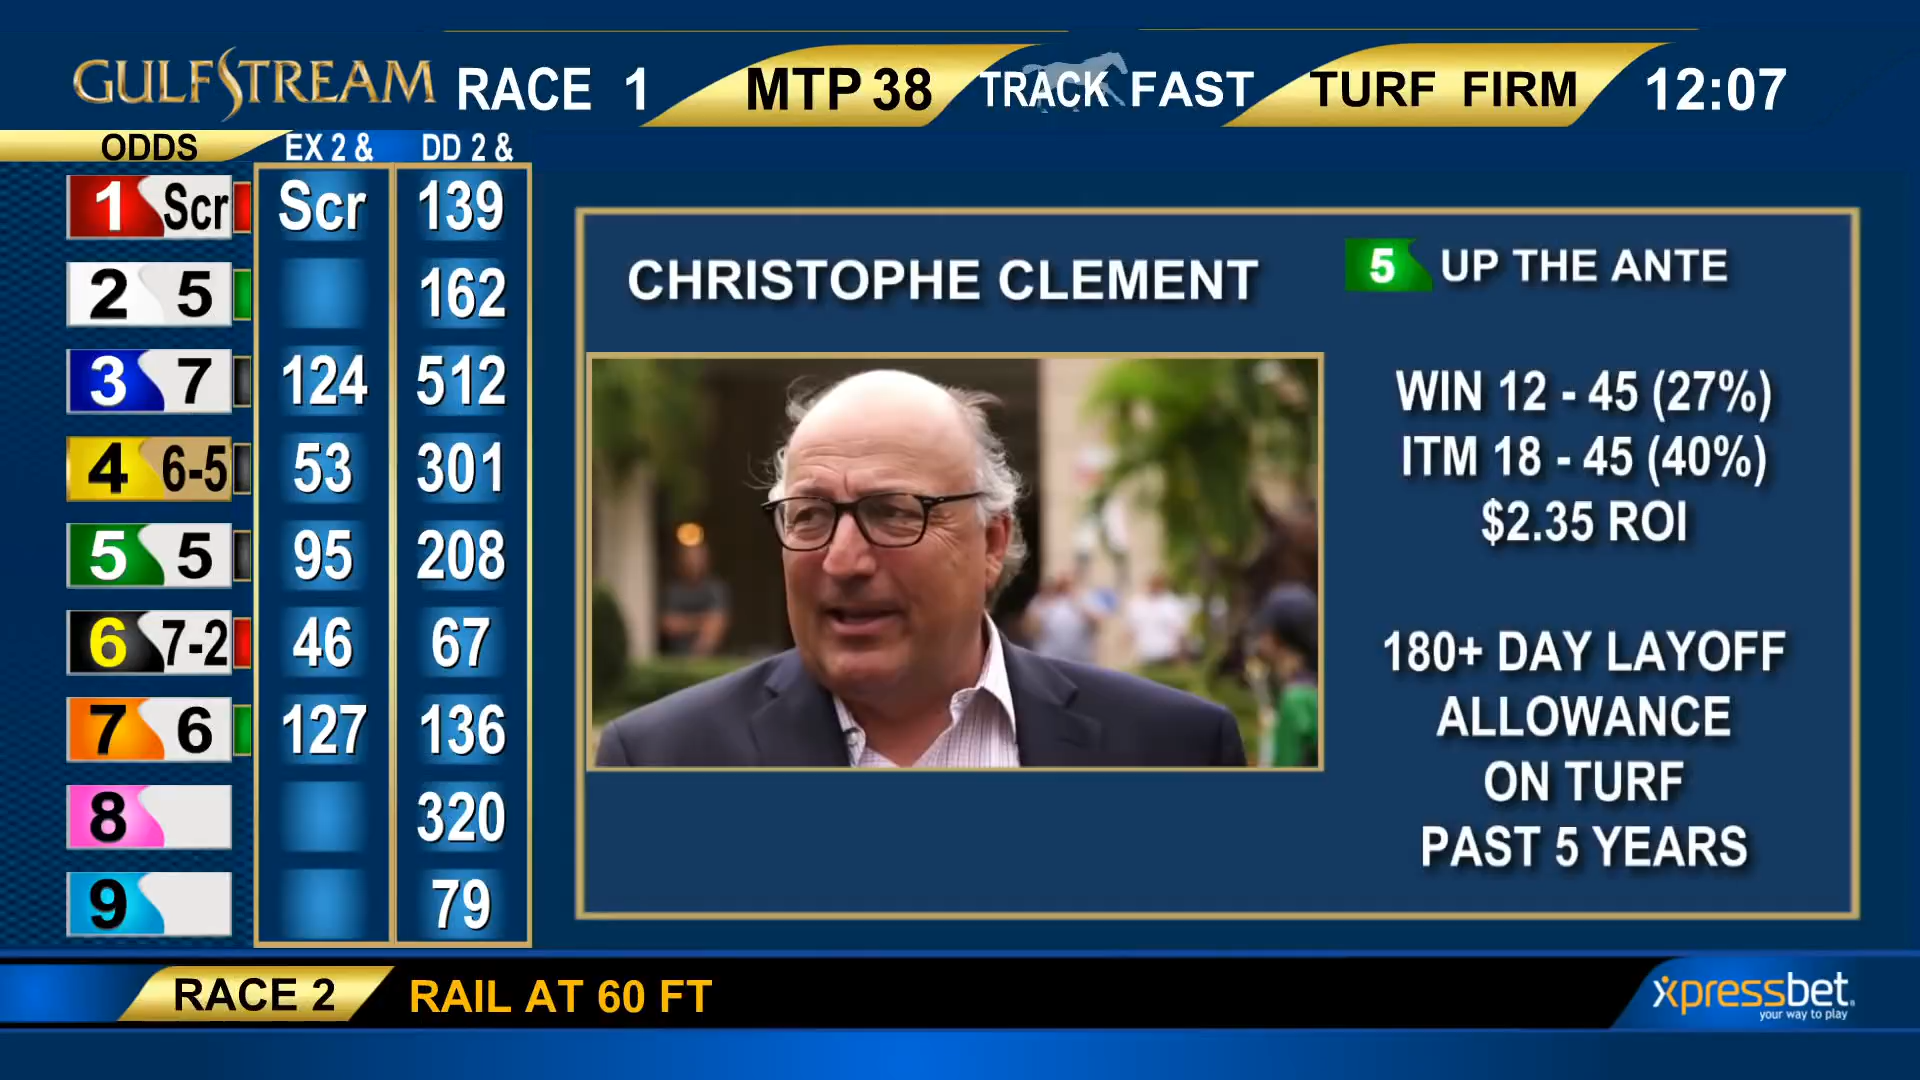 GULFSTREAM RACE 1 MTP 38 TRACK FAST TURF FIRM 12:07
ODDS EX 2 & DD 2 &
1 Scr Scr 139
2 5 162
3 7 124 512
4 6-5 53 301
5 5 95 208
6 7-2 46 67
7 6 127 136
8 320
9 79
CHRISTOPHE CLEMENT
5 UP THE ANTE
WIN 12 - 45 (27%)
ITM 18 - 45 (40%)
$2.35 ROI
180+ DAY LAYOFF
ALLOWANCE
ON TURF
PAST 5 YEARS
RACE 2 RAIL AT 60 FT
xpressbet.
your way to play